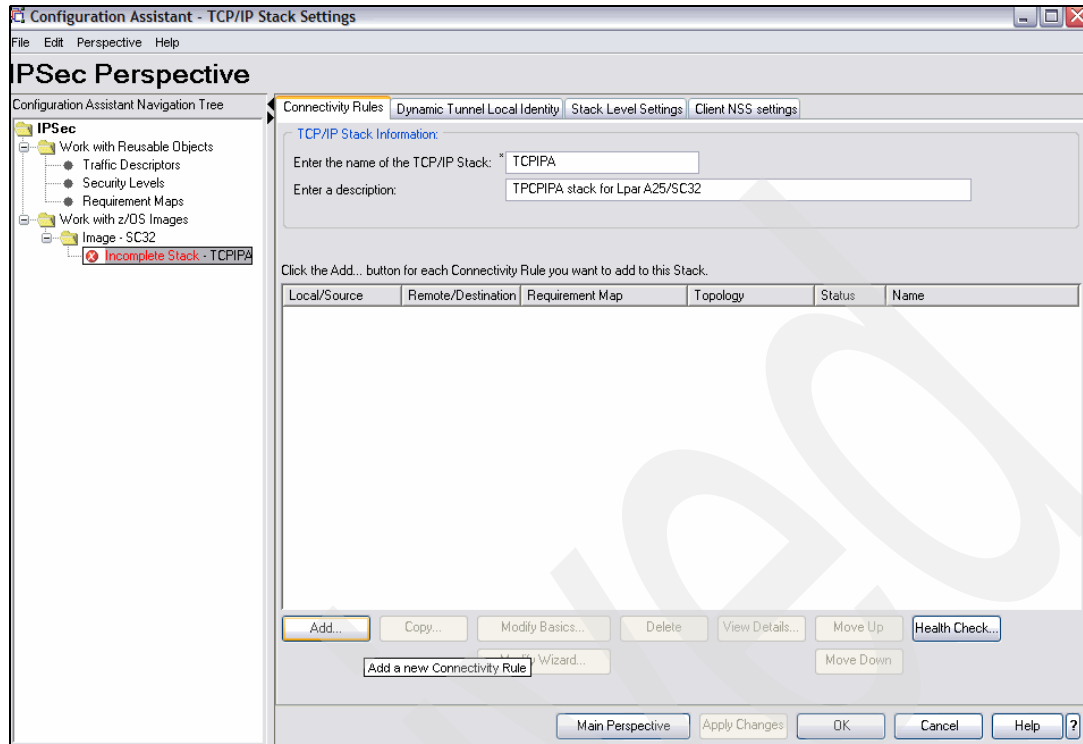 Configuration Assistant - TCP/IP Stack Settings
File Edit Perspective Help
IPSec Perspective
Configuration Assistant Navigation Tree
IPSec
Work with Reusable Objects
Traffic Descriptors
Security Levels
Requirement Maps
Work with z/OS Images
Image - SC32
Incomplete Stack - TCPIPA
Connectivity Rules Dynamic Tunnel Local Identity Stack Level Settings Client NSS settings
TCP/IP Stack Information:
Enter the name of the TCP/IP Stack: * TCPIPA
Enter a description: TPCPIPA stack for Lpar A25/SC32
Click the Add... button for each Connectivity Rule you want to add to this Stack.
Local/Source Remote/Destination Requirement Map Topology Status Name
Add... Copy... Modify Basics... Delete View Details... Move Up Health Check...
Add a new Connectivity Rule Wizard... Move Down
Main Perspective Apply Changes OK Cancel Help ?